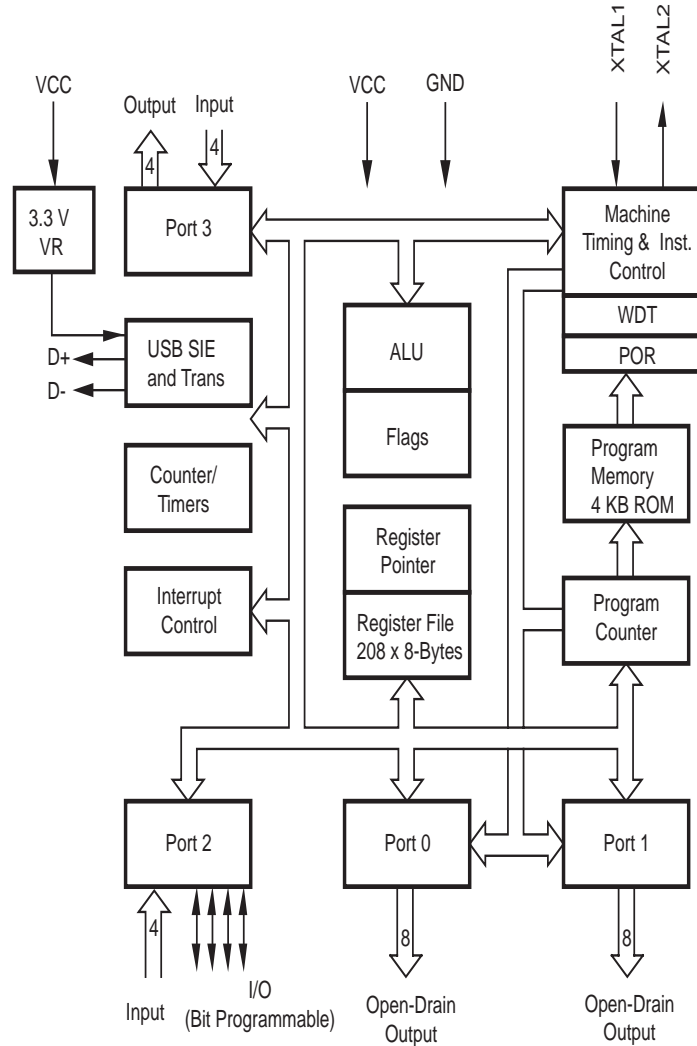 XTAL1
XTAL2
VCC
Output
Input
VCC
GND
4
4
3.3 V
VR
Port 3
Machine
Timing & Inst.
Control
WDT
POR
USB SIE
and Trans
D+
D-
ALU
Flags
Counter/
Timers
Program
Memory
4 KB ROM
Register
Pointer
Interrupt
Control
Register File
208 x 8-Bytes
Program
Counter
Port 2
Port 0
Port 1
4
8
8
Input
I/O
(Bit Programmable)
Open-Drain
Output
Open-Drain
Output